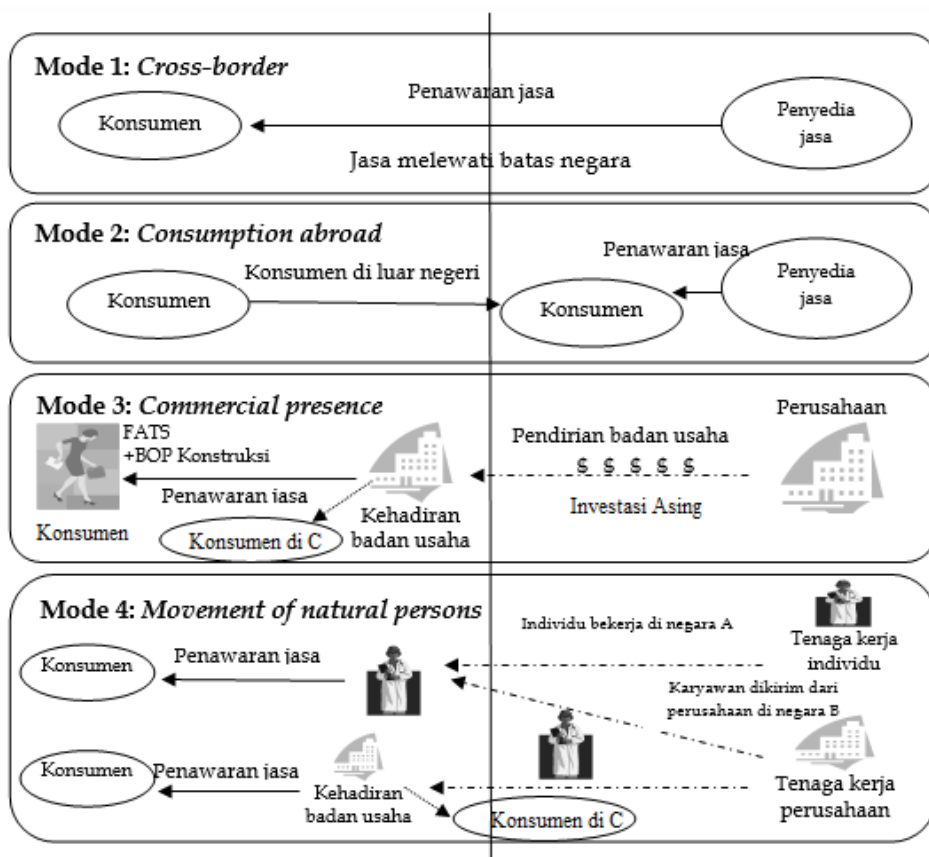 Mode 1: Cross-border
Penawaran jasa
Konsumen
Penyedia
jasa
Jasa melewati batas negara
Mode 2: Consumption abroad
Konsumen di luar negeri
Penawaran jasa
Konsumen
Konsumen
Penyedia
jasa
Mode 3: Commercial presence
Perusahaan
FATS
+BOP Konstruksi
Pendirian badan usaha
$ $ $ $ $
Penawaran jasa
Investasi Asing
Konsumen
Konsumen di C
Kehadiran
badan usaha
Mode 4: Movement of natural persons
Individu bekerja di negara A
Tenaga kerja
individu
Konsumen
Penawaran jasa
Karyawan dikirim dari
perusahaan di negara B
Konsumen
Penawaran jasa
Kehadiran
badan usaha
Tenaga kerja
perusahaan
Konsumen di C